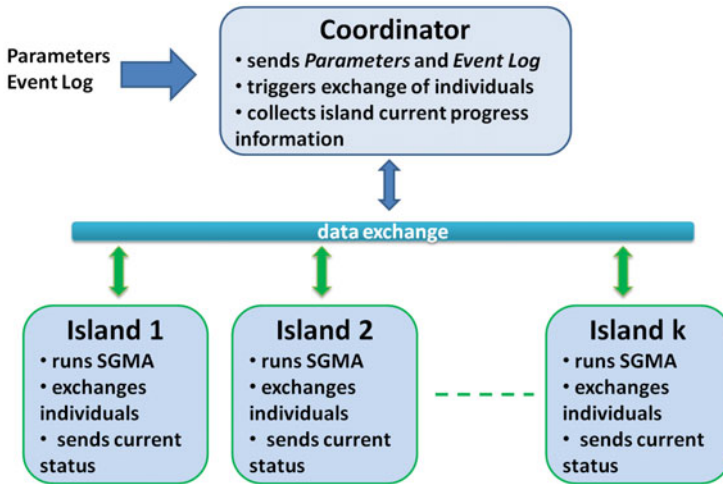 Parameters
Event Log
Coordinator
• sends Parameters and Event Log
• triggers exchange of individuals
• collects island current progress
information
data exchange
Island 1
• runs SGMA
• exchanges
individuals
• sends current
status
Island 2
• runs SGMA
• exchanges
individuals
• sends current
status
Island k
• runs SGMA
• exchanges
individuals
• sends current
status